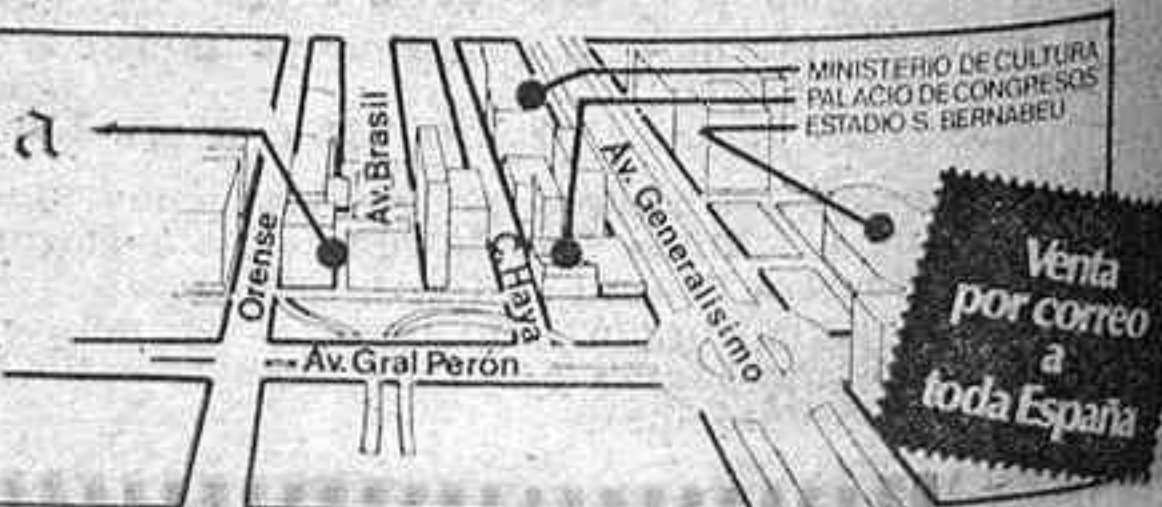 MINISTERIO DE CULTURA
PALACIO DE CONGRESOS
ESTADIO S. BERNABEU
a
Av. Brasil
Orense
C. Haya
Av. Generalísimo
Av. Gral Perón
Venta
por correo
a
toda España